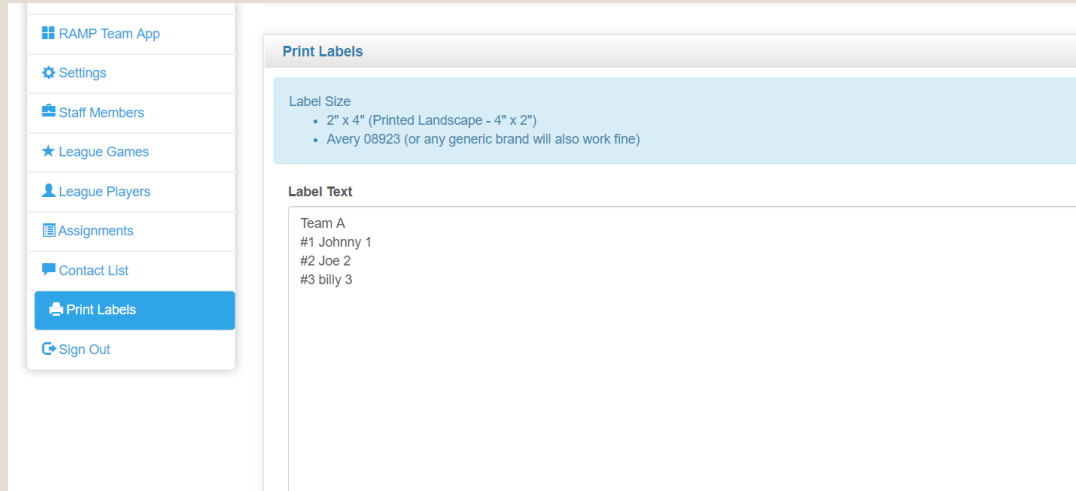 RAMP Team App
Settings
Staff Members
League Games
League Players
Assignments
Contact List
Print Labels
Sign Out
Print Labels
Label Size
2" x 4" (Printed Landscape - 4" x 2")
Avery 08923 (or any generic brand will also work fine)
Label Text
Team A
#1 Johnny 1
#2 Joe 2
#3 billy 3